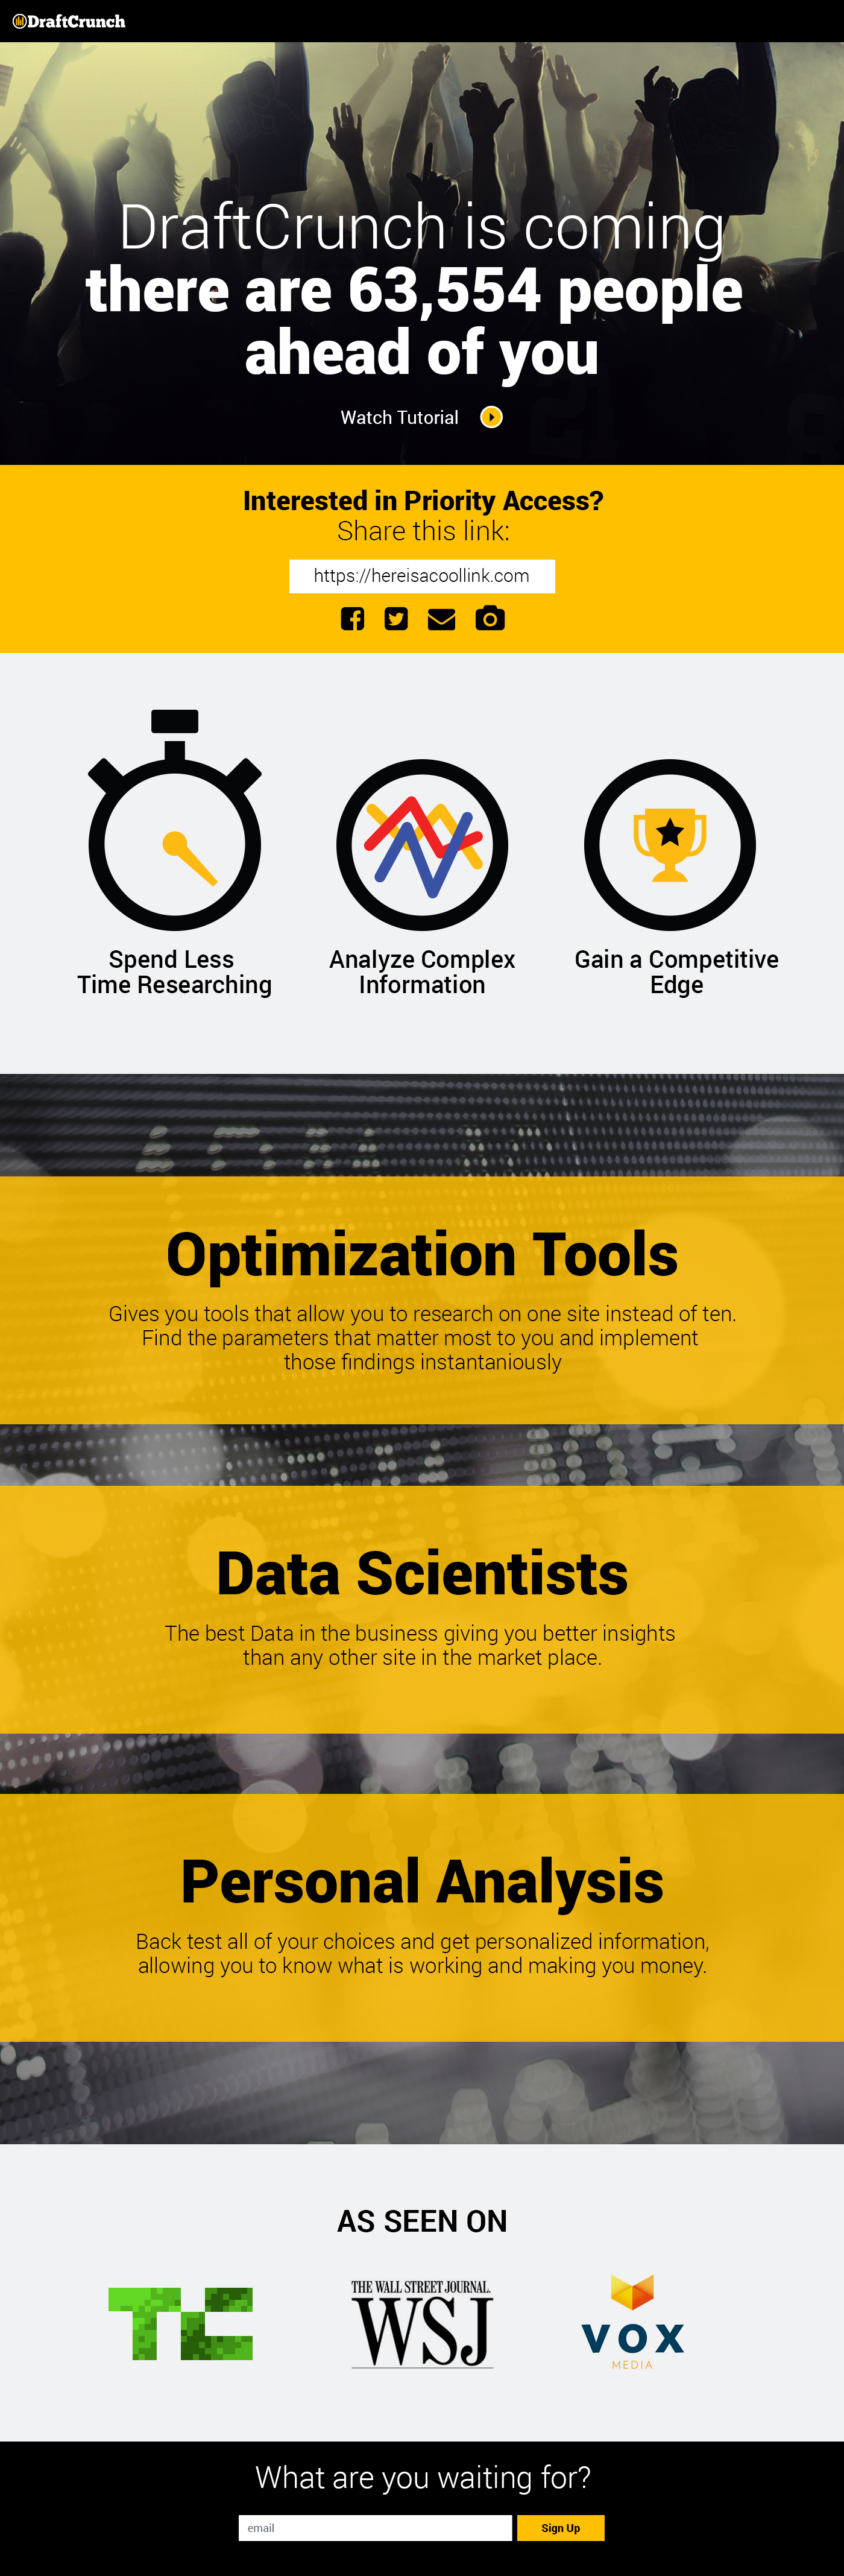 DraftCrunch
DraftCrunch is coming
there are 63,554 people
ahead of you
Watch Tutorial
Interested in Priority Access?
Share this link:
https://hereisacoollink.com
Spend Less
Time Researching
Analyze Complex
Information
Gain a Competitive
Edge
Optimization Tools
Gives you tools that allow you to research on one site instead of ten.
Find the parameters that matter most to you and implement
those findings instantaniously
Data Scientists
The best Data in the business giving you better insights
than any other site in the market place.
Personal Analysis
Back test all of your choices and get personalized information,
allowing you to know what is working and making you money.
AS SEEN ON
TC
THE WALL STREET JOURNAL.
WSJ
VOX
MEDIA
What are you waiting for?
email
Sign Up